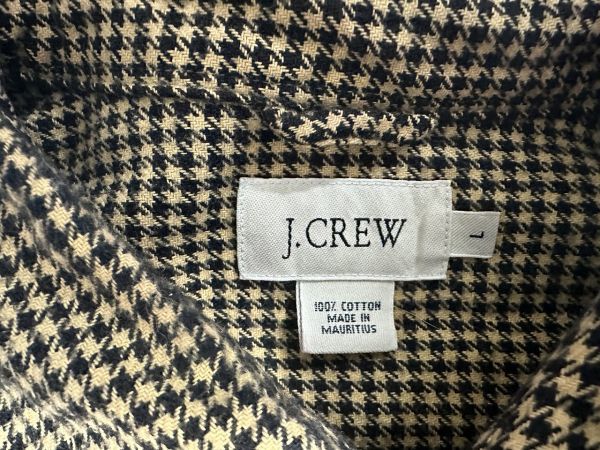 J.CREW
L
100% COTTON
MADE IN
MAURITIUS